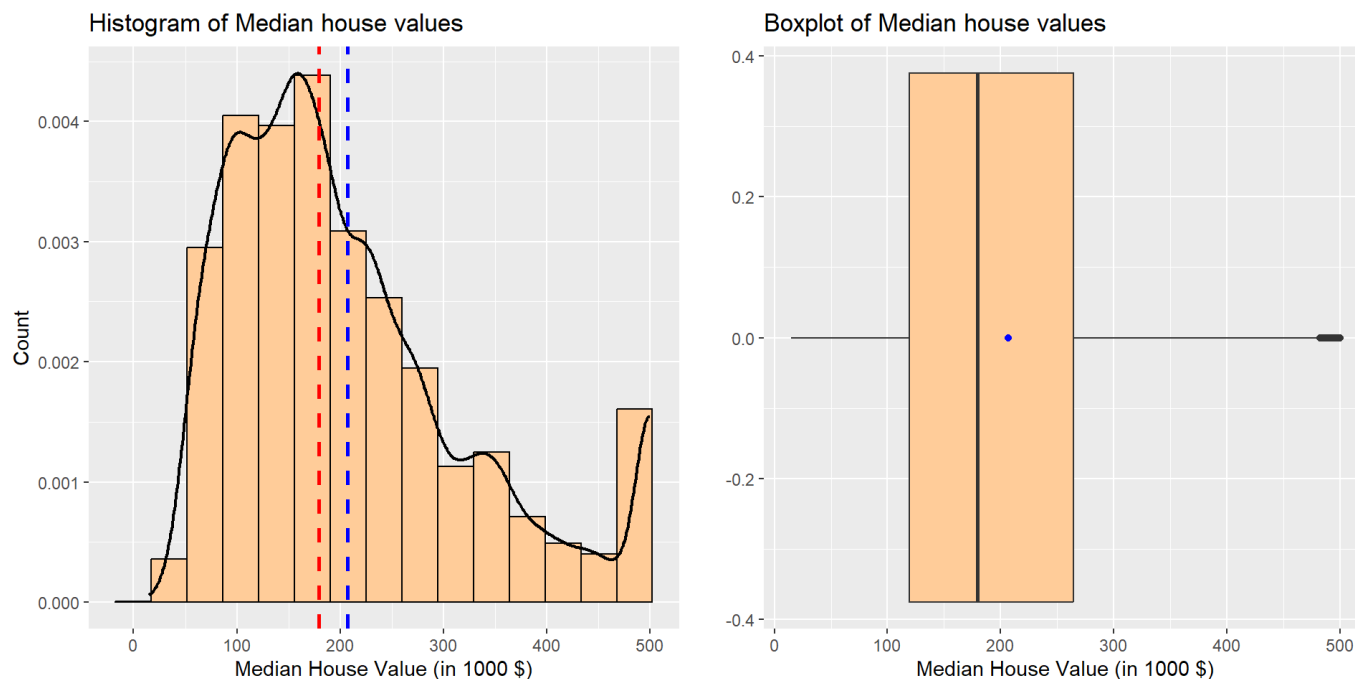 Histogram of Median house values
Count
0.004
0.003
0.002
0.001
0.000
0 100 200 300 400 500
Median House Value (in 1000 $)
Boxplot of Median house values
0.4
0.2
0.0
-0.2
-0.4
0 100 200 300 400 500
Median House Value (in 1000 $)